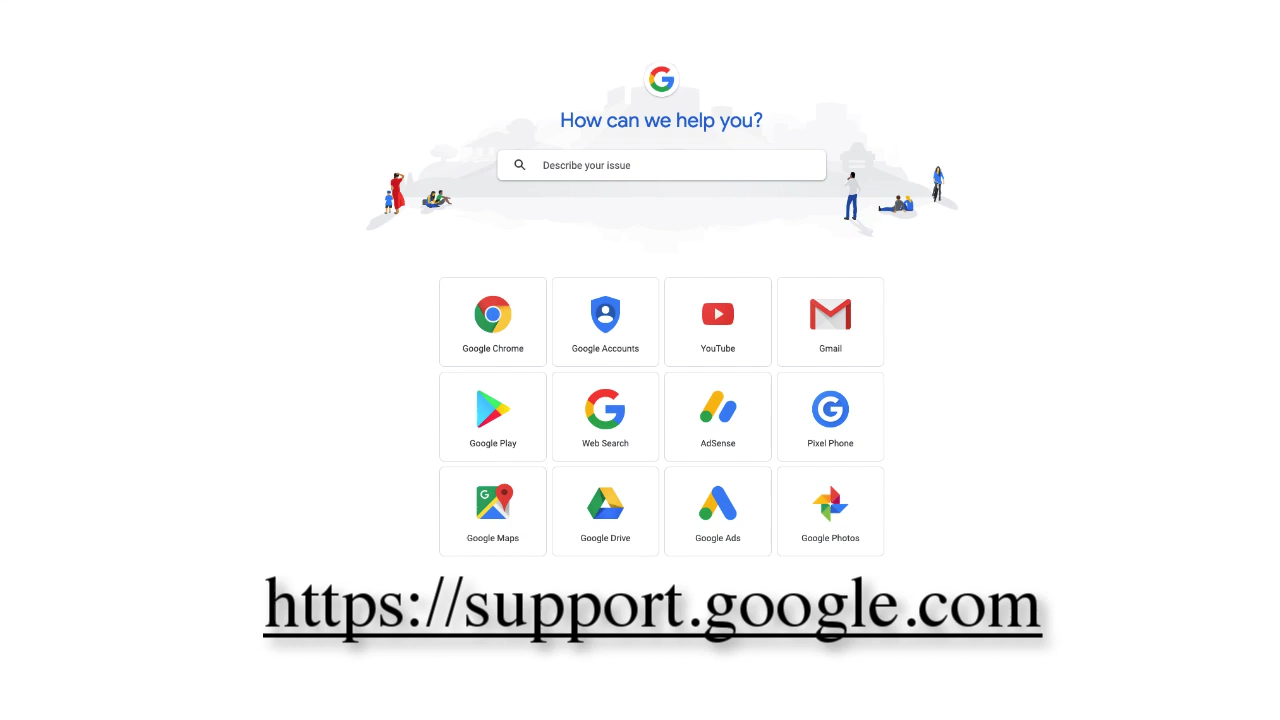 How can we help you?
Describe your issue
Google Chrome Google Accounts YouTube Gmail
Google Play Web Search AdSense Pixel Phone
Google Maps Google Drive Google Ads Google Photos
https://support.google.com